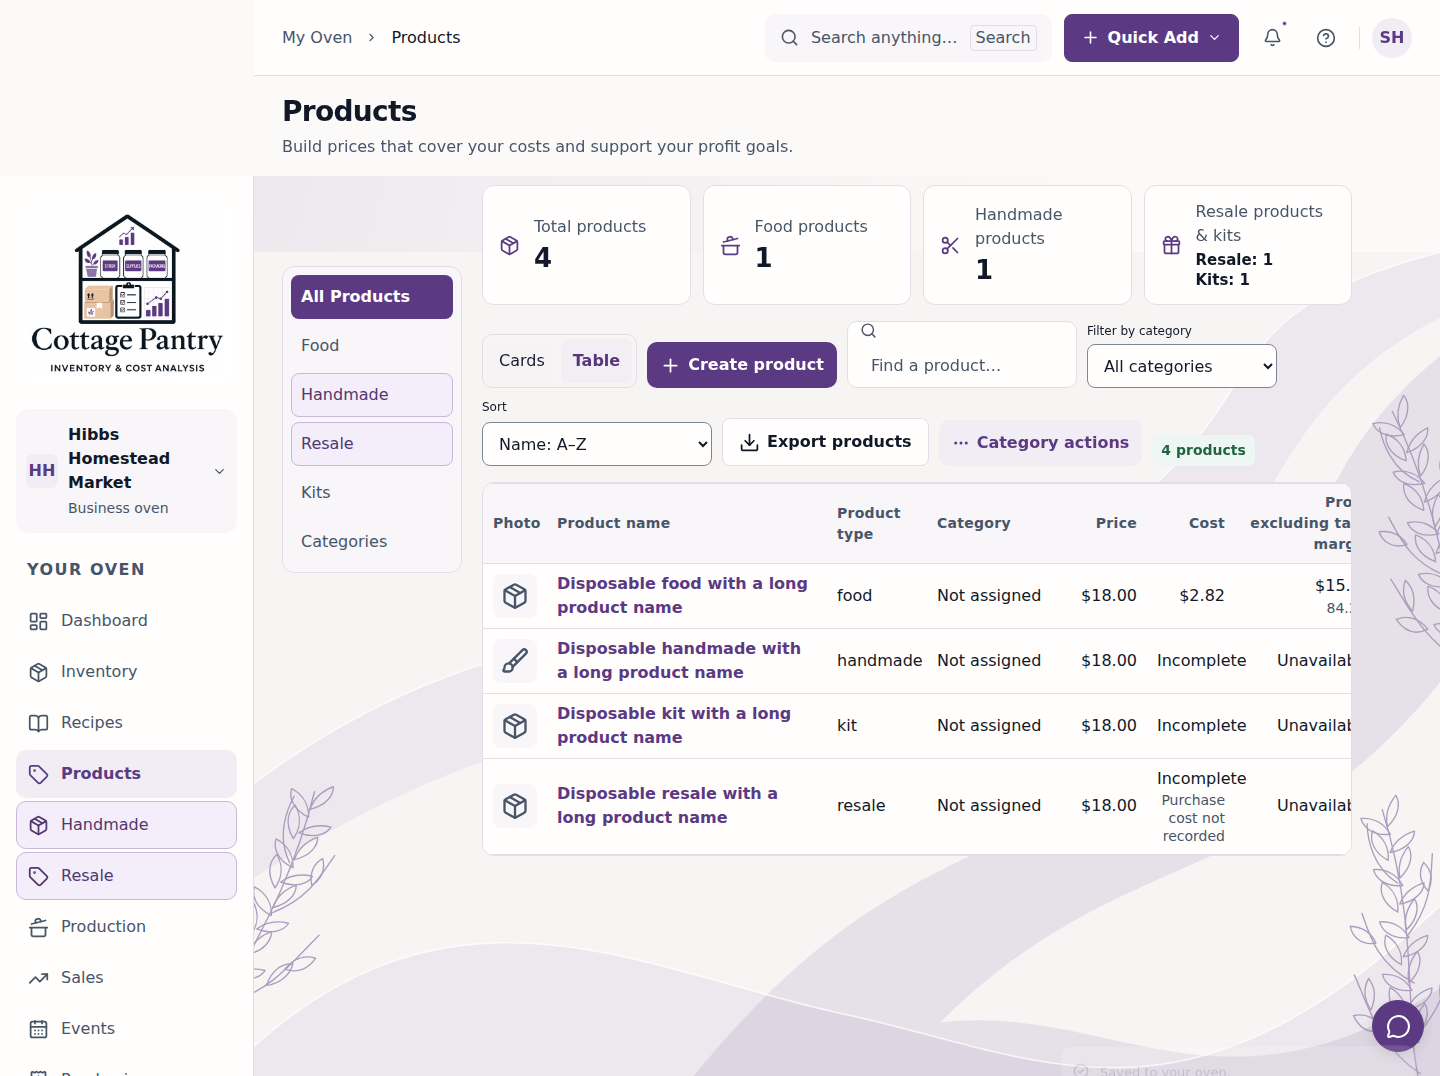 My Oven
Products
Search anything...
Search
Quick Add
SH
Products
Build prices that cover your costs and support your profit goals.
Cottage Pantry
INVENTORY & COST ANALYSIS
HH
Hibbs
Homestead
Market
Business oven
YOUR OVEN
Dashboard
Inventory
Recipes
Products
Handmade
Resale
Production
Sales
Events
All Products
Food
Handmade
Resale
Kits
Categories
Total products
4
Food products
1
Handmade
products
1
Resale products
& kits
Resale: 1
Kits: 1
Cards
Table
Create product
Find a product...
Filter by category
All categories
Sort
Name: A–Z
Export products
Category actions
4 products
Photo
Product name
Product
type
Category
Price
Cost
Pro
excluding ta
marg
Disposable food with a long
product name
food
Not assigned
$18.00
$2.82
$15.
84.
Disposable handmade with
a long product name
handmade
Not assigned
$18.00
Incomplete
Unavailab
Disposable kit with a long
product name
kit
Not assigned
$18.00
Incomplete
Unavailab
Disposable resale with a
long product name
resale
Not assigned
$18.00
Incomplete
Purchase
cost not
recorded
Unavailab
Saved to your oven.